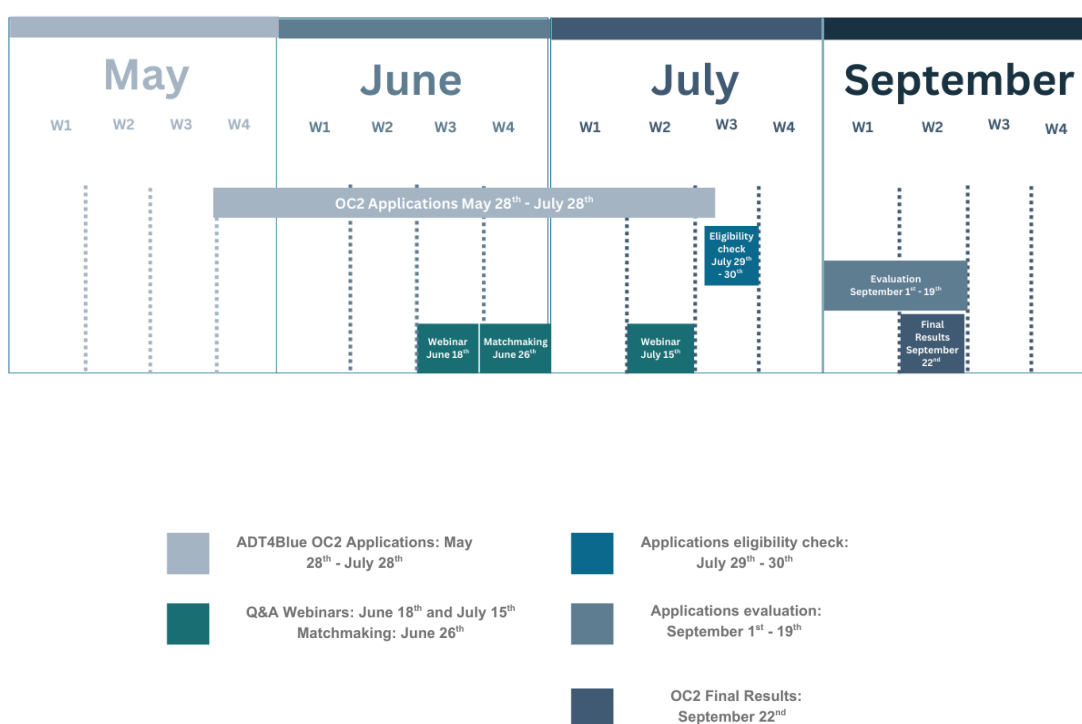 May
June
July
September
W1 W2 W3 W4
W1 W2 W3 W4
W1 W2 W3 W4
W1 W2 W3 W4
OC2 Applications May 28th - July 28th
Eligibility
check
July 29th
- 30th
Evaluation
September 1st - 19th
Webinar
June 18th
Matchmaking
June 26th
Webinar
July 15th
Final
Results
September
22nd
ADT4Blue OC2 Applications: May
28th - July 28th
Applications eligibility check:
July 29th - 30th
Q&A Webinars: June 18th and July 15th
Matchmaking: June 26th
Applications evaluation:
September 1st - 19th
OC2 Final Results:
September 22nd